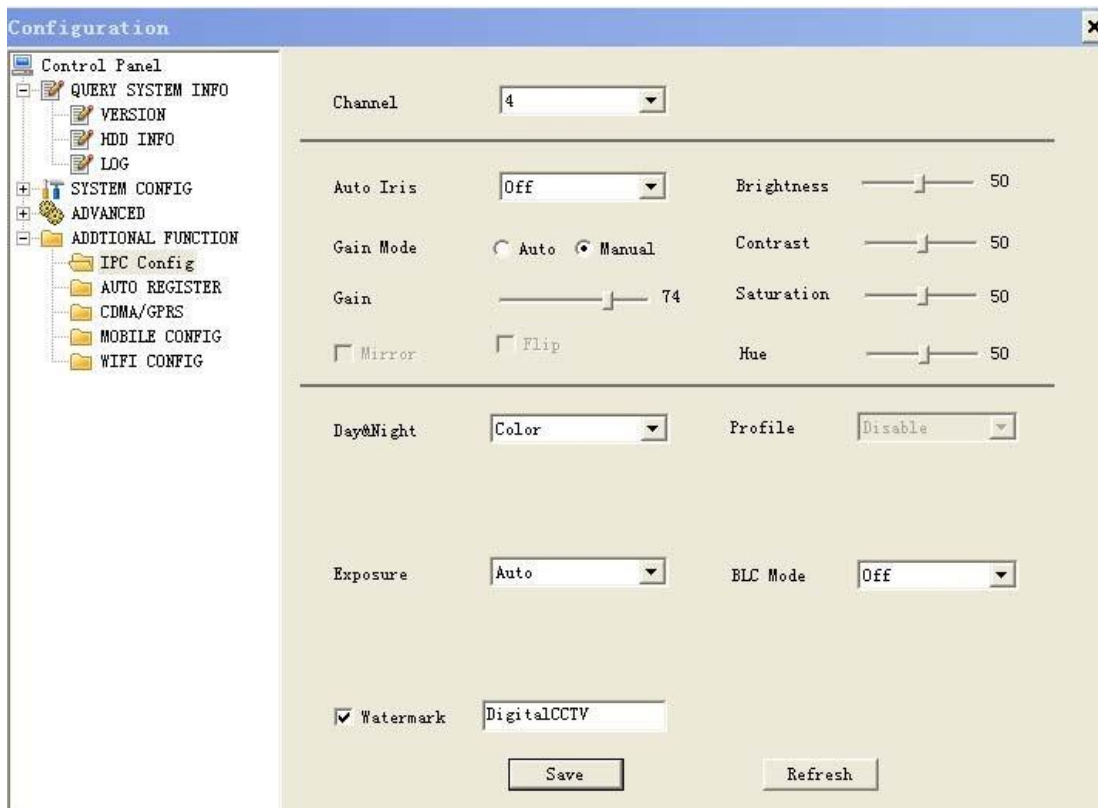 Configuration
Control Panel
QUERY SYSTEM INFO
VERSION
HDD INFO
LOG
SYSTEM CONFIG
ADVANCED
ADDTIONAL FUNCTION
IPC Config
AUTO REGISTER
CDMA/GPRS
MOBILE CONFIG
WIFI CONFIG
Channel 4
Auto Iris Off Brightness 50
Gain Mode Auto Manual Contrast 50
Gain 74 Saturation 50
Mirror Flip Hue 50
Day&Night Color Profile Disable
Exposure Auto BLC Mode Off
Watermark DigitalCCTV
Save Refresh